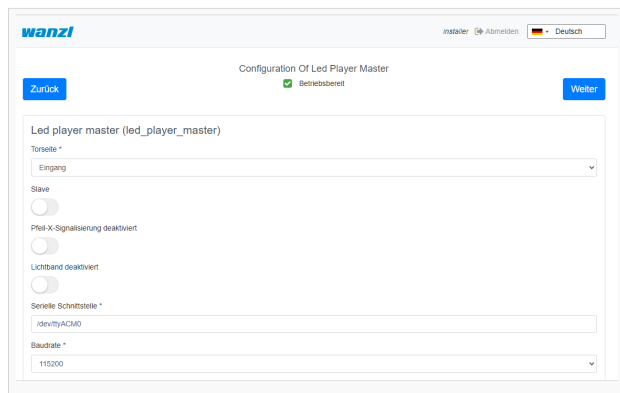 wanzl
installer Abmelden Deutsch
Configuration Of Led Player Master
Betriebsbereit
Zurück
Weiter
Led player master (led_player_master)
Torseite *
Eingang
Slave
Pfeil-X-Signalisierung deaktiviert
Lichtband deaktiviert
Serielle Schnittstelle *
/dev/ttyACM0
Baudrate *
115200